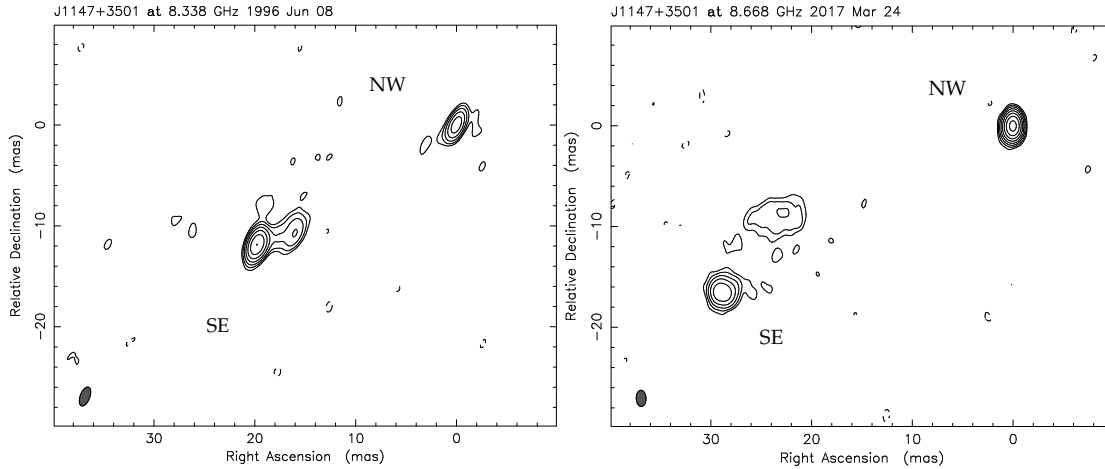 J1147+3501 at 8.338 GHz 1996 Jun 08
NW
SE
Relative Declination (mas)
0
−10
−20
30
20
10
0
Right Ascension (mas)
J1147+3501 at 8.668 GHz 2017 Mar 24
NW
SE
Relative Declination (mas)
0
−10
−20
30
20
10
0
Right Ascension (mas)